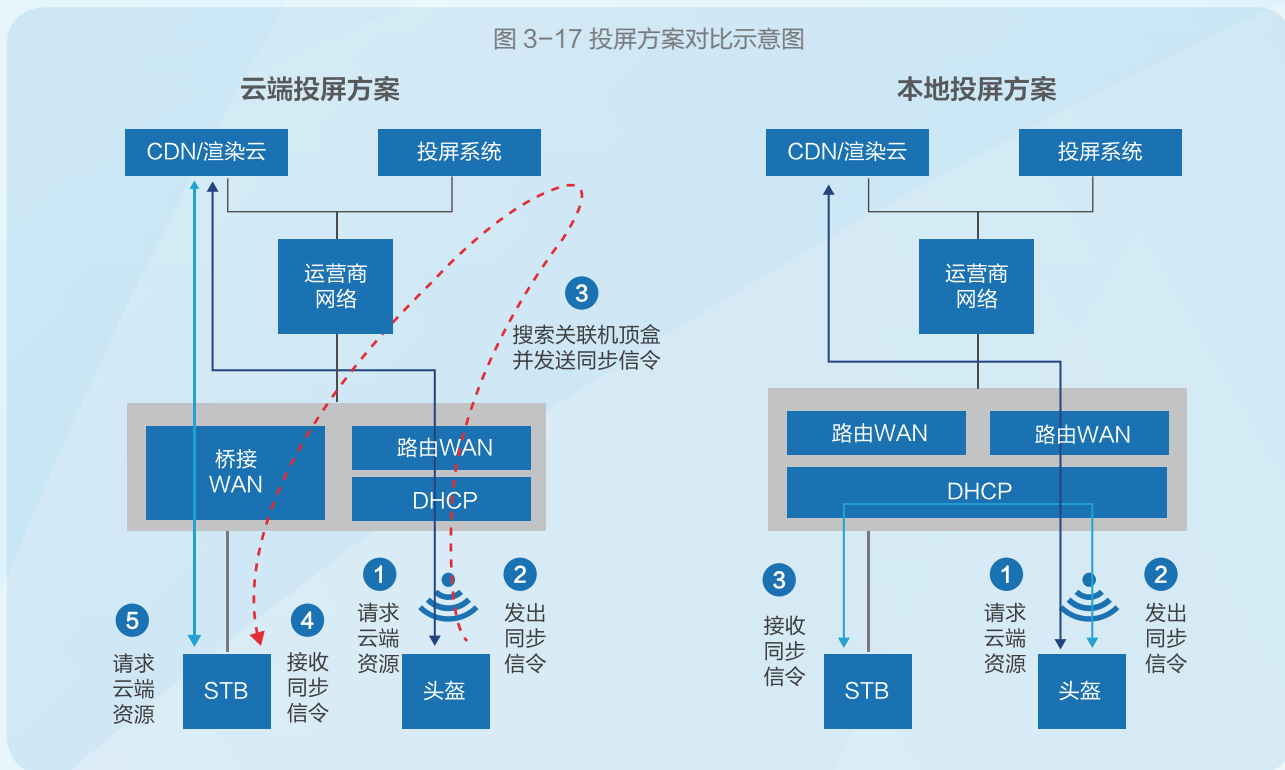 图 3-17 投屏方案对比示意图
云端投屏方案
CDN/渲染云
投屏系统
运营商
网络
3
搜索关联机顶盒
并发送同步信令
桥接
WAN
路由WAN
DHCP
1
请求
云端
资源
2
发出
同步
信令
5
请求
云端
资源
4
接收
同步
信令
STB
头盔
本地投屏方案
CDN/渲染云
投屏系统
运营商
网络
路由WAN
路由WAN
DHCP
3
接收
同步
信令
1
请求
云端
资源
2
发出
同步
信令
STB
头盔